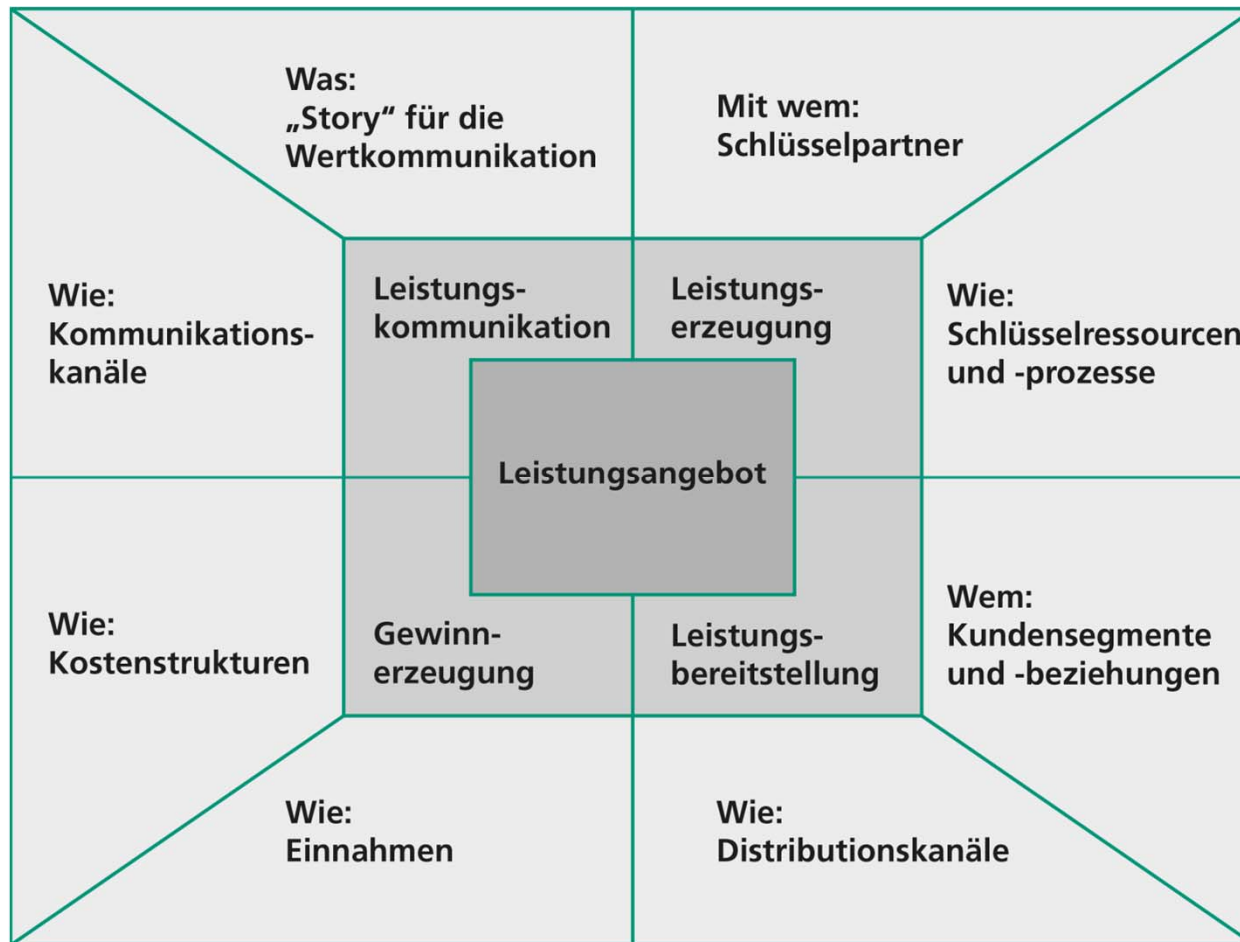 Was:
„Story“ für die
Wertkommunikation
Mit wem:
Schlüsselpartner
Wie:
Kommunikations-
kanäle
Leistungs-
kommunikation
Leistungs-
erzeugung
Wie:
Schlüsselressourcen
und -prozesse
Leistungsangebot
Wie:
Kostenstrukturen
Gewinn-
erzeugung
Leistungs-
bereitstellung
Wem:
Kundensegmente
und -beziehungen
Wie:
Einnahmen
Wie:
Distributionskanäle